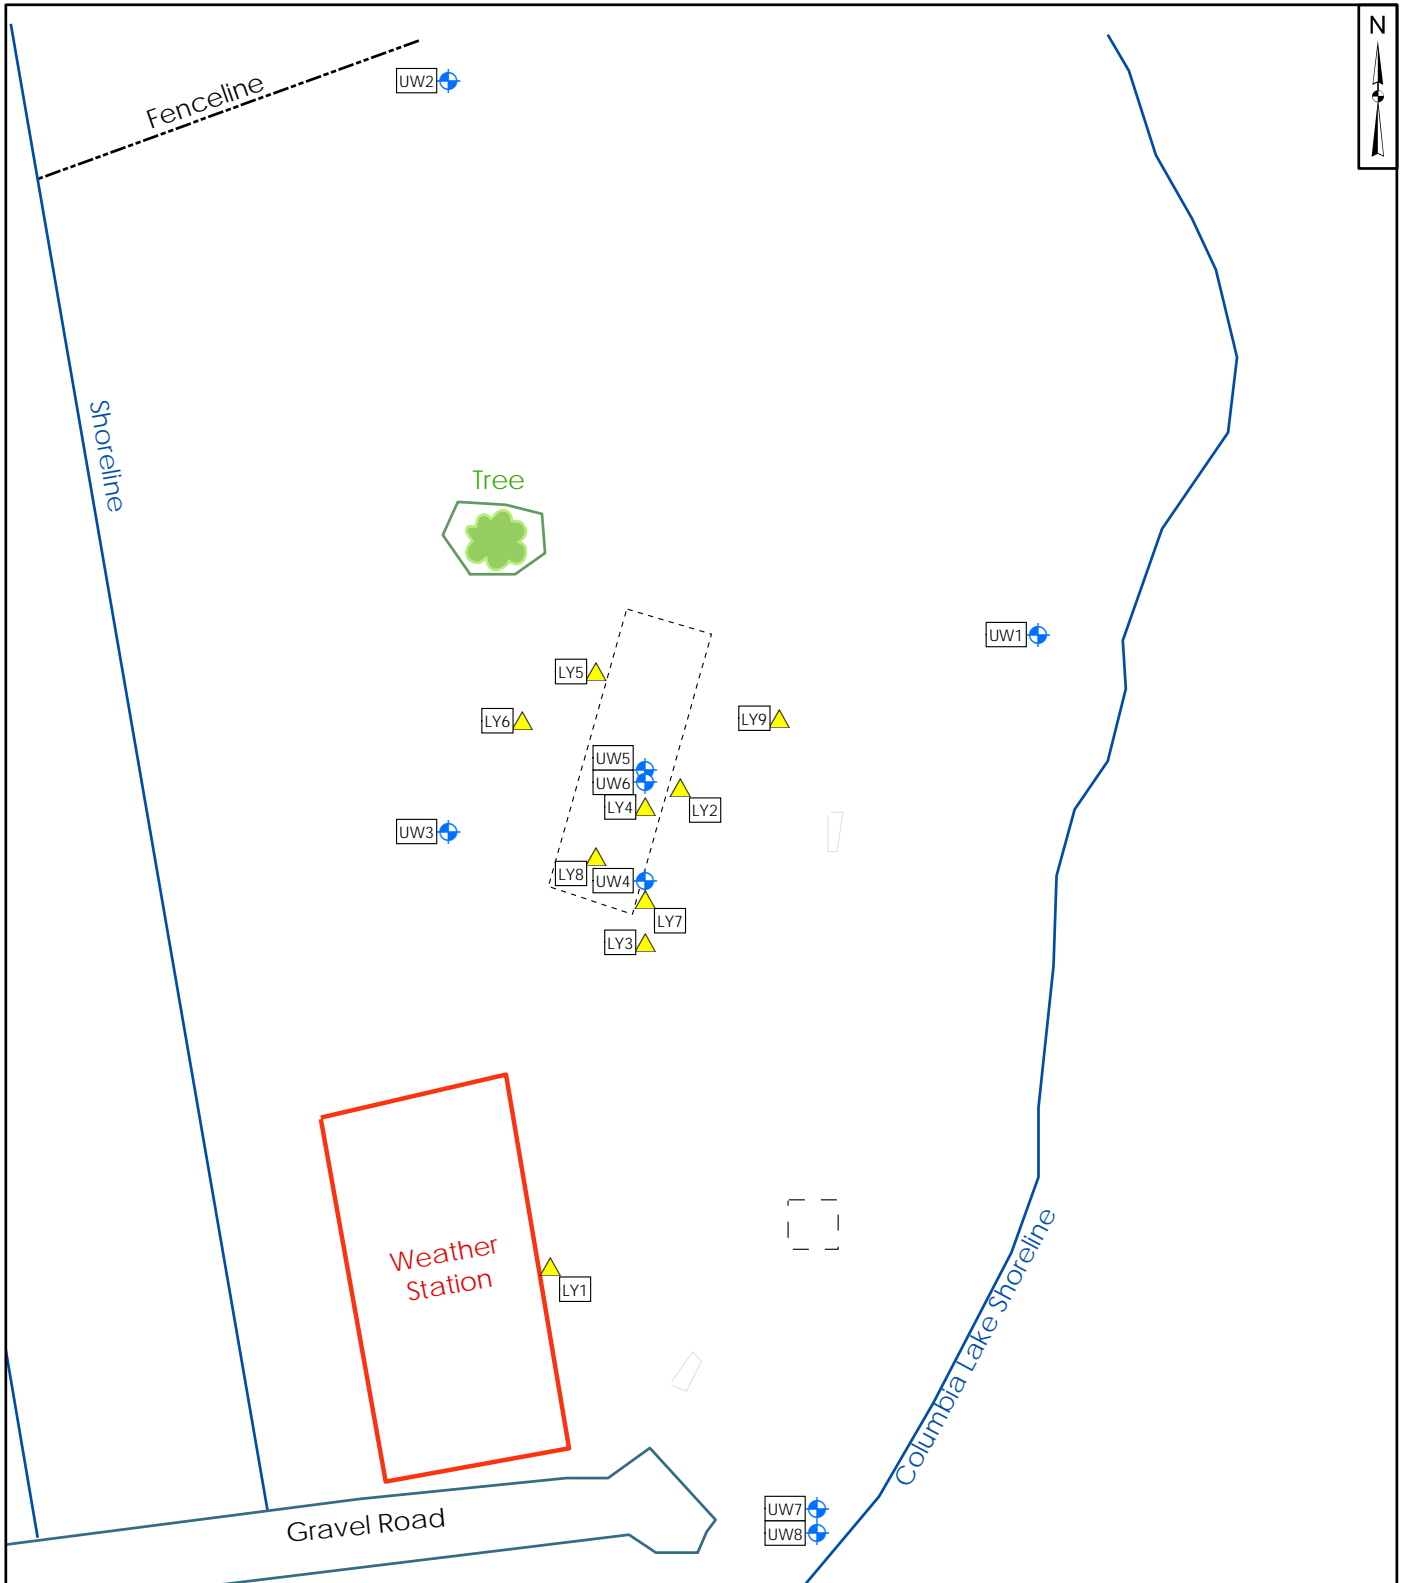 N
UW2
Fenceline
Shoreline
Tree
UW1
LY5
LY6
LY9
UW5
UW6
LY4
LY2
UW3
LY8
UW4
LY7
LY3
Weather
Station
LY1
Columbia Lake Shoreline
Gravel Road
UW7
UW8